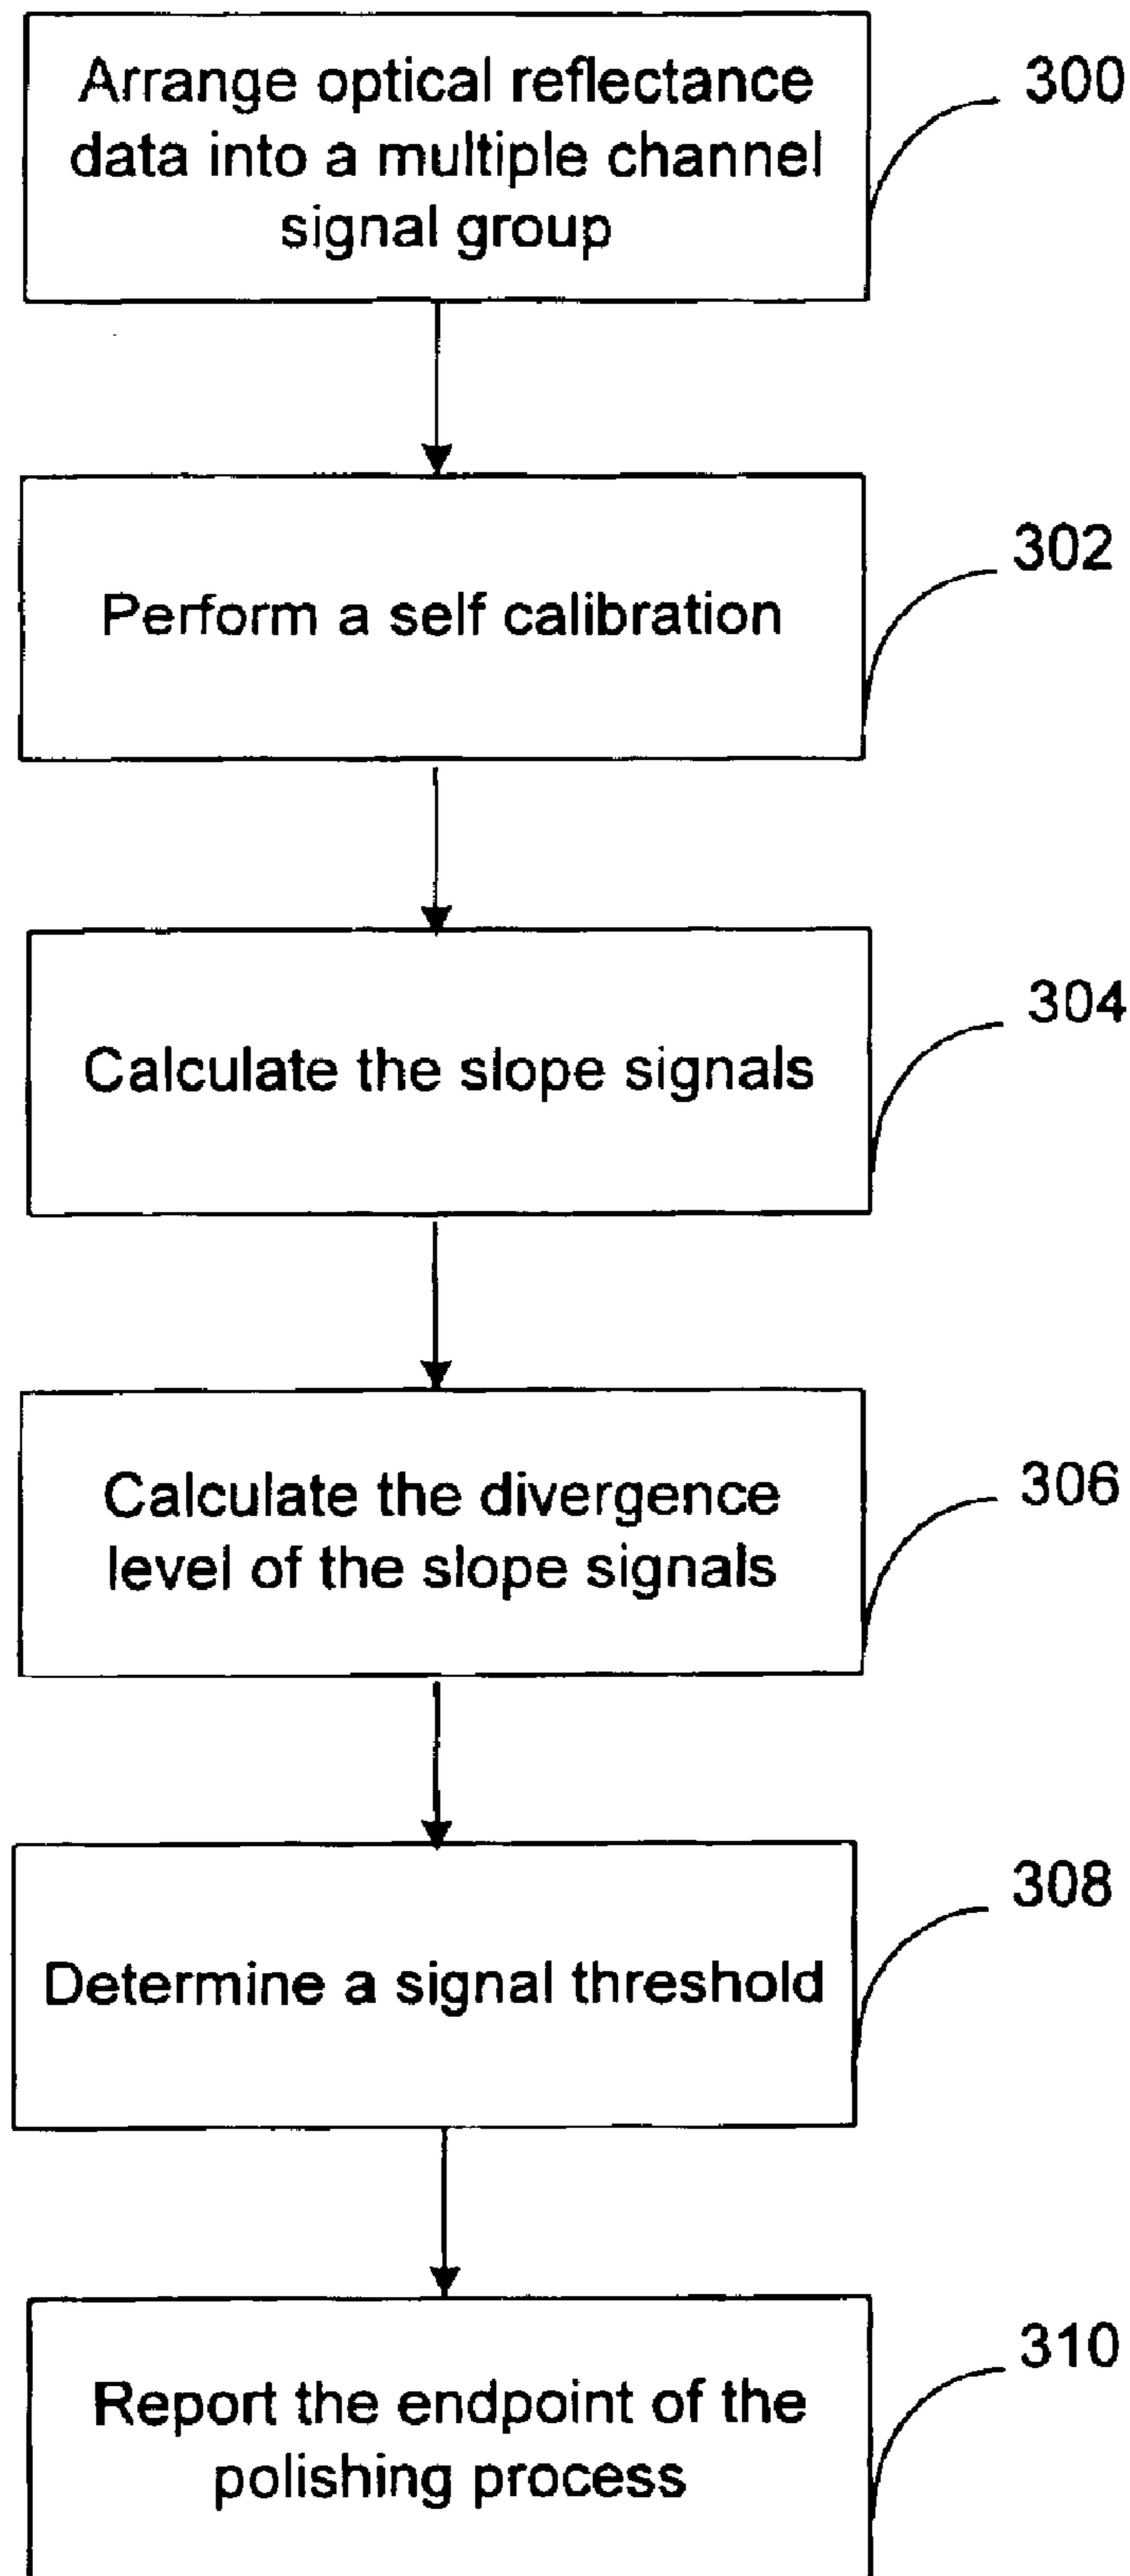 Arrange optical reflectance
data into a multiple channel
signal group
300
Perform a self calibration
302
Calculate the slope signals
304
Calculate the divergence
level of the slope signals
306
Determine a signal threshold
308
Report the endpoint of the
polishing process
310